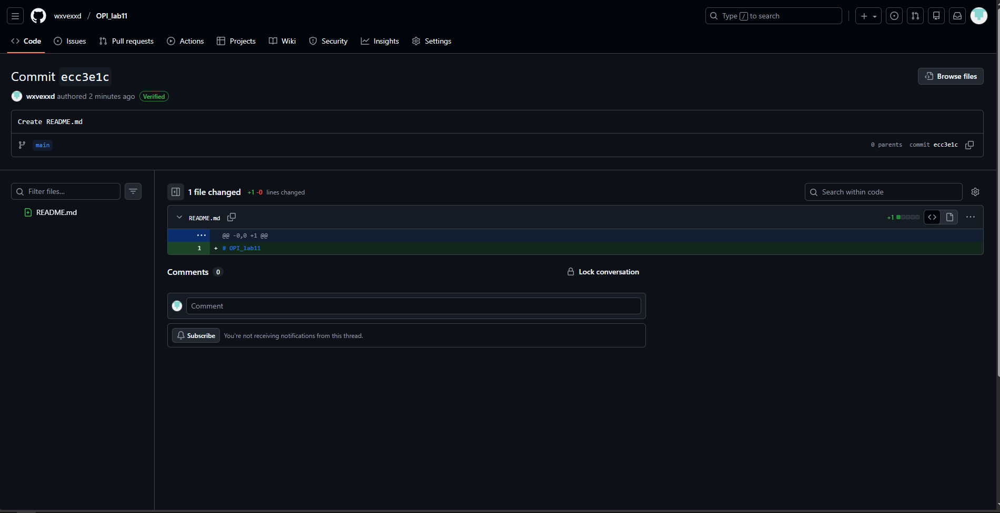 wxvexxd / OPI_lab11
Type / to search
Code Issues Pull requests Actions Projects Wiki Security Insights Settings
Commit ecc3e1c
Browse files
wxvexxd authored 2 minutes ago Verified
Create README.md
main
0 parents commit ecc3e1c
Filter files...
README.md
1 file changed +1 -0 lines changed
Search within code
README.md
+1
@@ -0,0 +1 @@
1 + # OPI_lab11
Comments 0
Lock conversation
Comment
Subscribe You're not receiving notifications from this thread.